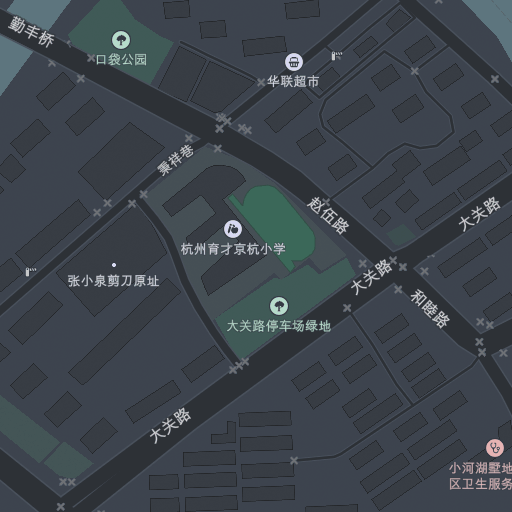 勤丰桥
口袋公园
华联超市
秉祥巷
赵伍路
大关路
杭州育才京杭小学
张小泉剪刀原址
大关路
和睦路
大关路停车场绿地
大关路
小河湖墅地
区卫生服务